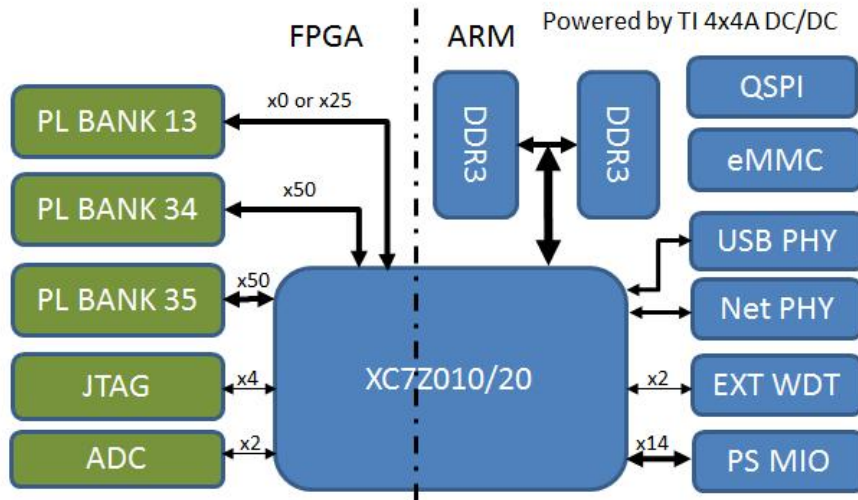 FPGA
ARM
Powered by TI 4x4A DC/DC
PL BANK 13
x0 or x25
PL BANK 34
x50
PL BANK 35
x50
JTAG
x4
ADC
x2
XC7Z010/20
DDR3
DDR3
QSPI
eMMC
USB PHY
Net PHY
x2
EXT WDT
x14
PS MIO